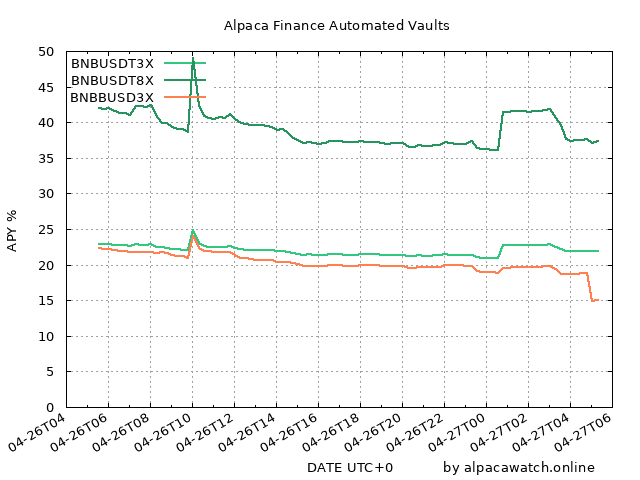 Alpaca Finance Automated Vaults
BNBUSDT3X
BNBUSDT8X
BNBBUSD3X
APY %
50
45
40
35
30
25
20
15
10
5
0
04-26T04
04-26T06
04-26T08
04-26T10
04-26T12
04-26T14
04-26T16
04-26T18
04-26T20
04-26T22
04-27T00
04-27T02
04-27T04
04-27T06
DATE UTC+0
by alpacawatch.online